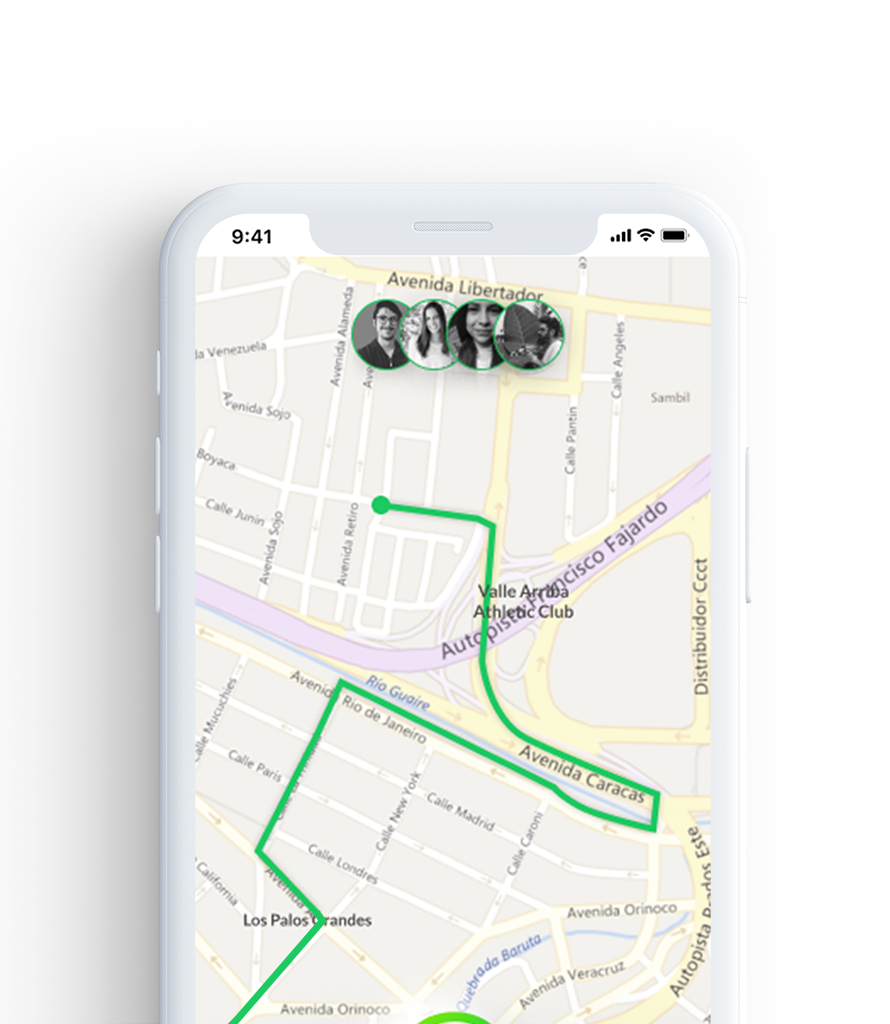 9:41
Avenida Libertador
Avenida Alameda
la Venezuela
Calle Angeles
Sambil
Avenida Sojo
Calle Pantin
Boyaca
Calle Junin
Avenida Sojo
Avenida Retiro
Autopista Francisco Fajardo
Valle Arriba
Athletic Club
Distribuidor Ccct
Río Guaire
Avenida
Rio de Janeiro
Calle Mucuchies
Avenida Caracas
Calle Paris
Calle New York
Calle Madrid
Calle Caroni
Calle Londres
California
Los Palos Grandes
Avenida Orinoco
Autopista Prados Este
Quebrada Baruta
Avenida Veracruz
Avenida Orinoco